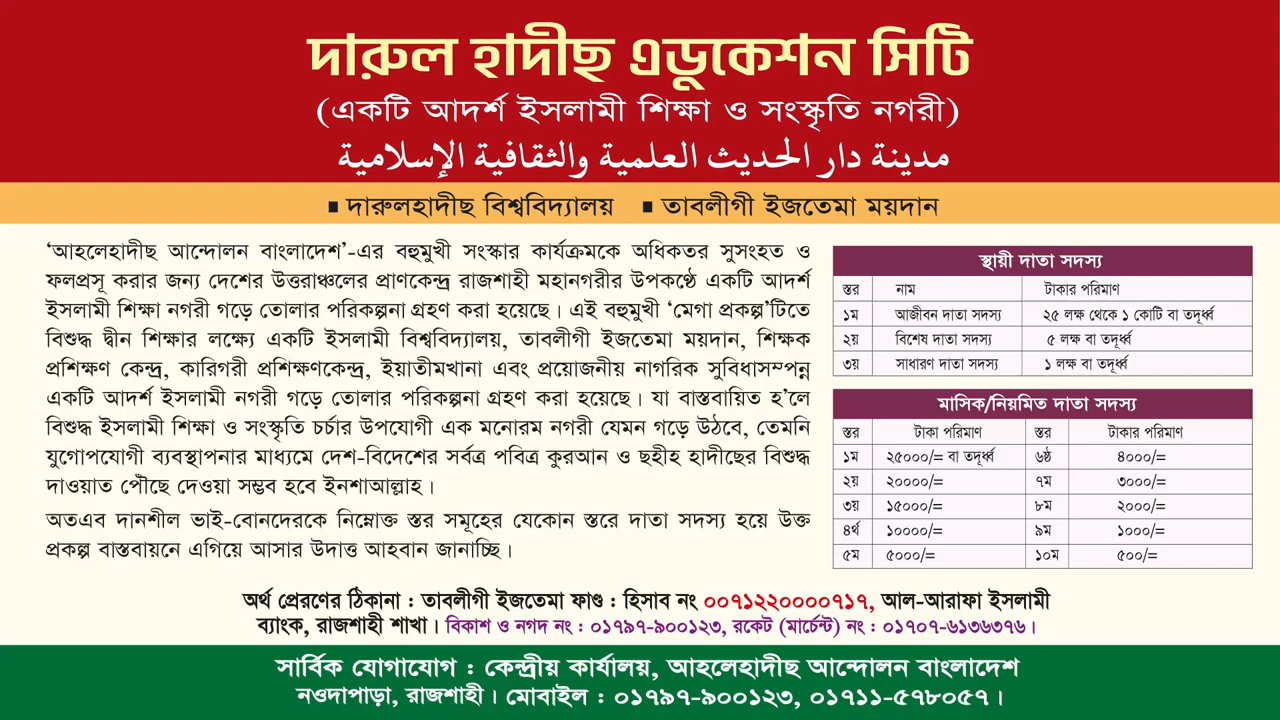 দারুল হাদীছ এডুকেশন সিটি
(একটি আদর্শ ইসলামী শিক্ষা ও সংস্কৃতি নগরী)
مدينة دار الحديث العلمية والثقافية الإسلامية
■ দারুলহাদীছ বিশ্ববিদ্যালয় ■ তাবলীগী ইজতেমা ময়দান
‘আহলেহাদীছ আন্দোলন বাংলাদেশ’-এর বহুমুখী সংস্কার কার্যক্রমকে অধিকতর সুসংহত ও
ফলপ্রসূ করার জন্য দেশের উত্তরাঞ্চলের প্রাণকেন্দ্র রাজশাহী মহানগরীর উপকণ্ঠে একটি আদর্শ
ইসলামী শিক্ষা নগরী গড়ে তোলার পরিকল্পনা গ্রহণ করা হয়েছে। এই বহুমুখী ‘মেগা প্রকল্প’টিতে
বিশুদ্ধ দ্বীন শিক্ষার লক্ষ্যে একটি ইসলামী বিশ্ববিদ্যালয়, তাবলীগী ইজতেমা ময়দান, শিক্ষক
প্রশিক্ষণ কেন্দ্র, কারিগরী প্রশিক্ষণকেন্দ্র, ইয়াতীমখানা এবং প্রয়োজনীয় নাগরিক সুবিধাসম্পন্ন
একটি আদর্শ ইসলামী নগরী গড়ে তোলার পরিকল্পনা গ্রহণ করা হয়েছে। যা বাস্তবায়িত হ’লে
বিশুদ্ধ ইসলামী শিক্ষা ও সংস্কৃতি চর্চার উপযোগী এক মনোরম নগরী যেমন গড়ে উঠবে, তেমনি
যুগোপযোগী ব্যবস্থাপনার মাধ্যমে দেশ-বিদেশের সর্বত্র পবিত্র কুরআন ও ছহীহ হাদীছের বিশুদ্ধ
দাওয়াত পৌঁছে দেওয়া সম্ভব হবে ইনশাআল্লাহ।
অতএব দানশীল ভাই-বোনদেরকে নিম্নোক্ত স্তর সমূহের যেকোন স্তরে দাতা সদস্য হয়ে উক্ত
প্রকল্প বাস্তবায়নে এগিয়ে আসার উদাত্ত আহবান জানাচ্ছি।
স্থায়ী দাতা সদস্য
স্তর নাম টাকার পরিমাণ
১ম আজীবন দাতা সদস্য ২৫ লক্ষ থেকে ১ কোটি বা তদূর্ধ্ব
২য় বিশেষ দাতা সদস্য ৫ লক্ষ বা তদূর্ধ্ব
৩য় সাধারণ দাতা সদস্য ১ লক্ষ বা তদূর্ধ্ব
মাসিক/নিয়মিত দাতা সদস্য
স্তর টাকা পরিমাণ স্তর টাকার পরিমাণ
১ম ২৫০০০/= বা তদূর্ধ্ব ৬ষ্ঠ ৪০০০/=
২য় ২০০০০/= ৭ম ৩০০০/=
৩য় ১৫০০০/= ৮ম ২০০০/=
৪র্থ ১০০০০/= ৯ম ১০০০/=
৫ম ৫০০০/= ১০ম ৫০০/=
অর্থ প্রেরণের ঠিকানা : তাবলীগী ইজতেমা ফাণ্ড : হিসাব নং ০০৭১২২০০০০৭১৭, আল-আরাফা ইসলামী
ব্যাংক, রাজশাহী শাখা। বিকাশ ও নগদ নং : ০১৭৯৭-৯০০১২৩, রকেট (মার্চেন্ট) নং : ০১৭০৭-৬১৩৬৩৭৬।
সার্বিক যোগাযোগ : কেন্দ্রীয় কার্যালয়, আহলেহাদীছ আন্দোলন বাংলাদেশ
নওদাপাড়া, রাজশাহী। মোবাইল : ০১৭৯৭-৯০০১২৩, ০১৭১১-৫৭৮০৫৭।